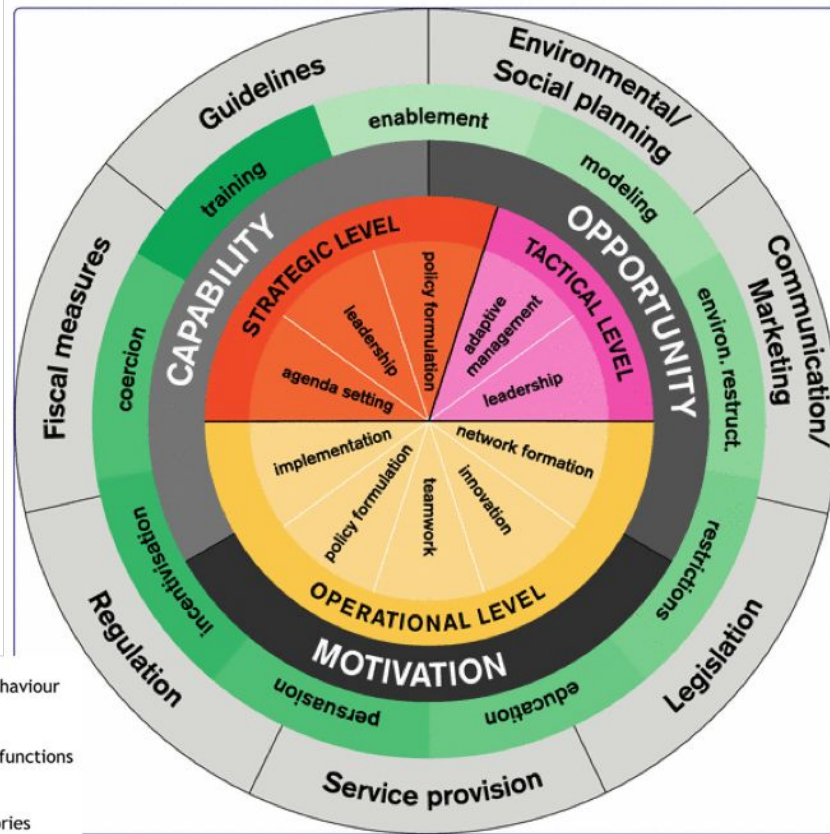 Guidelines
Environmental/
Social planning
Communication/
Marketing
Legislation
Service provision
Regulation
Fiscal measures
enablement
modeling
environ. restruct.
restrictions
education
persuasion
incentivisation
coercion
training
CAPABILITY
OPPORTUNITY
MOTIVATION
STRATEGIC LEVEL
agenda setting
leadership
policy formulation
TACTICAL LEVEL
adaptive
management
leadership
OPERATIONAL LEVEL
network formation
innovation
teamwork
policy formulation
implementation
functions